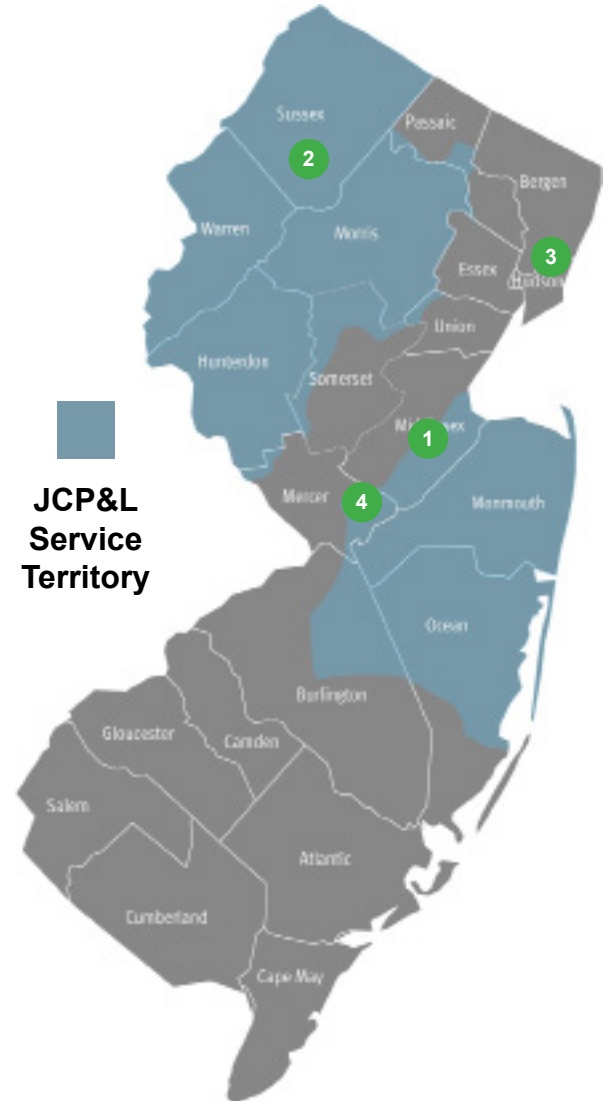 Sussex
Passaic
2
Bergen
Warren
Morris
3
Essex
Hudson
Union
Hunterdon
Somerset
1
JCP&L
Service
Territory
Mercer
4
Monmouth
Ocean
Burlington
Gloucester
Camden
Salem
Atlantic
Cumberland
Cape May